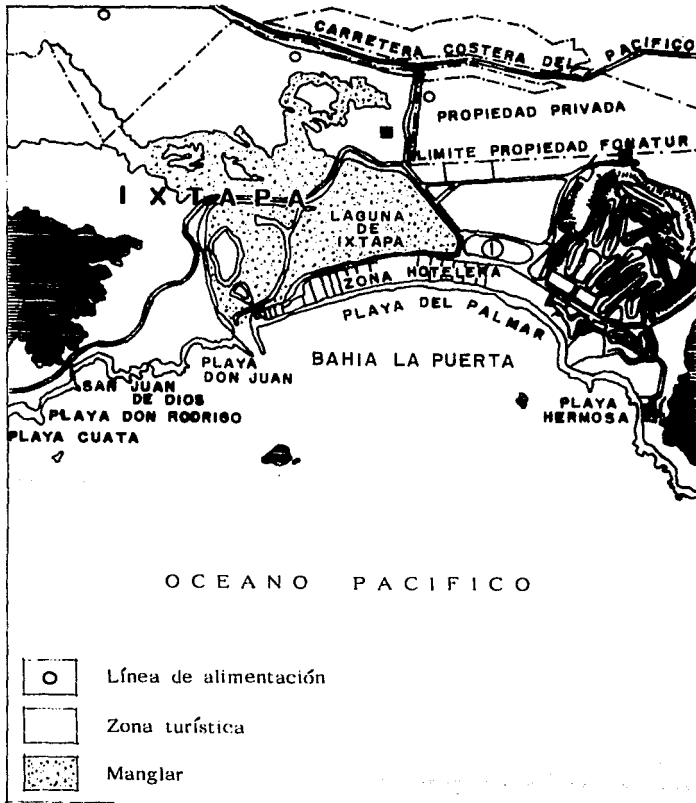 CARRETERA COSTERA DEL PACÍFICO
PROPIEDAD PRIVADA
LIMITE PROPIEDAD FONATUR
IXTAPA
LAGUNA
DE
IXTAPA
ZONA HOTELERA
PLAYA DEL PALMAR
PLAYA
DON JUAN
BAHIA LA PUERTA
SAN JUAN
DE DIOS
PLAYA DON RODRIGO
PLAYA CUATA
PLAYA
HERMOSA
OCEANO PACIFICO
Línea de alimentación
Zona turística
Manglar